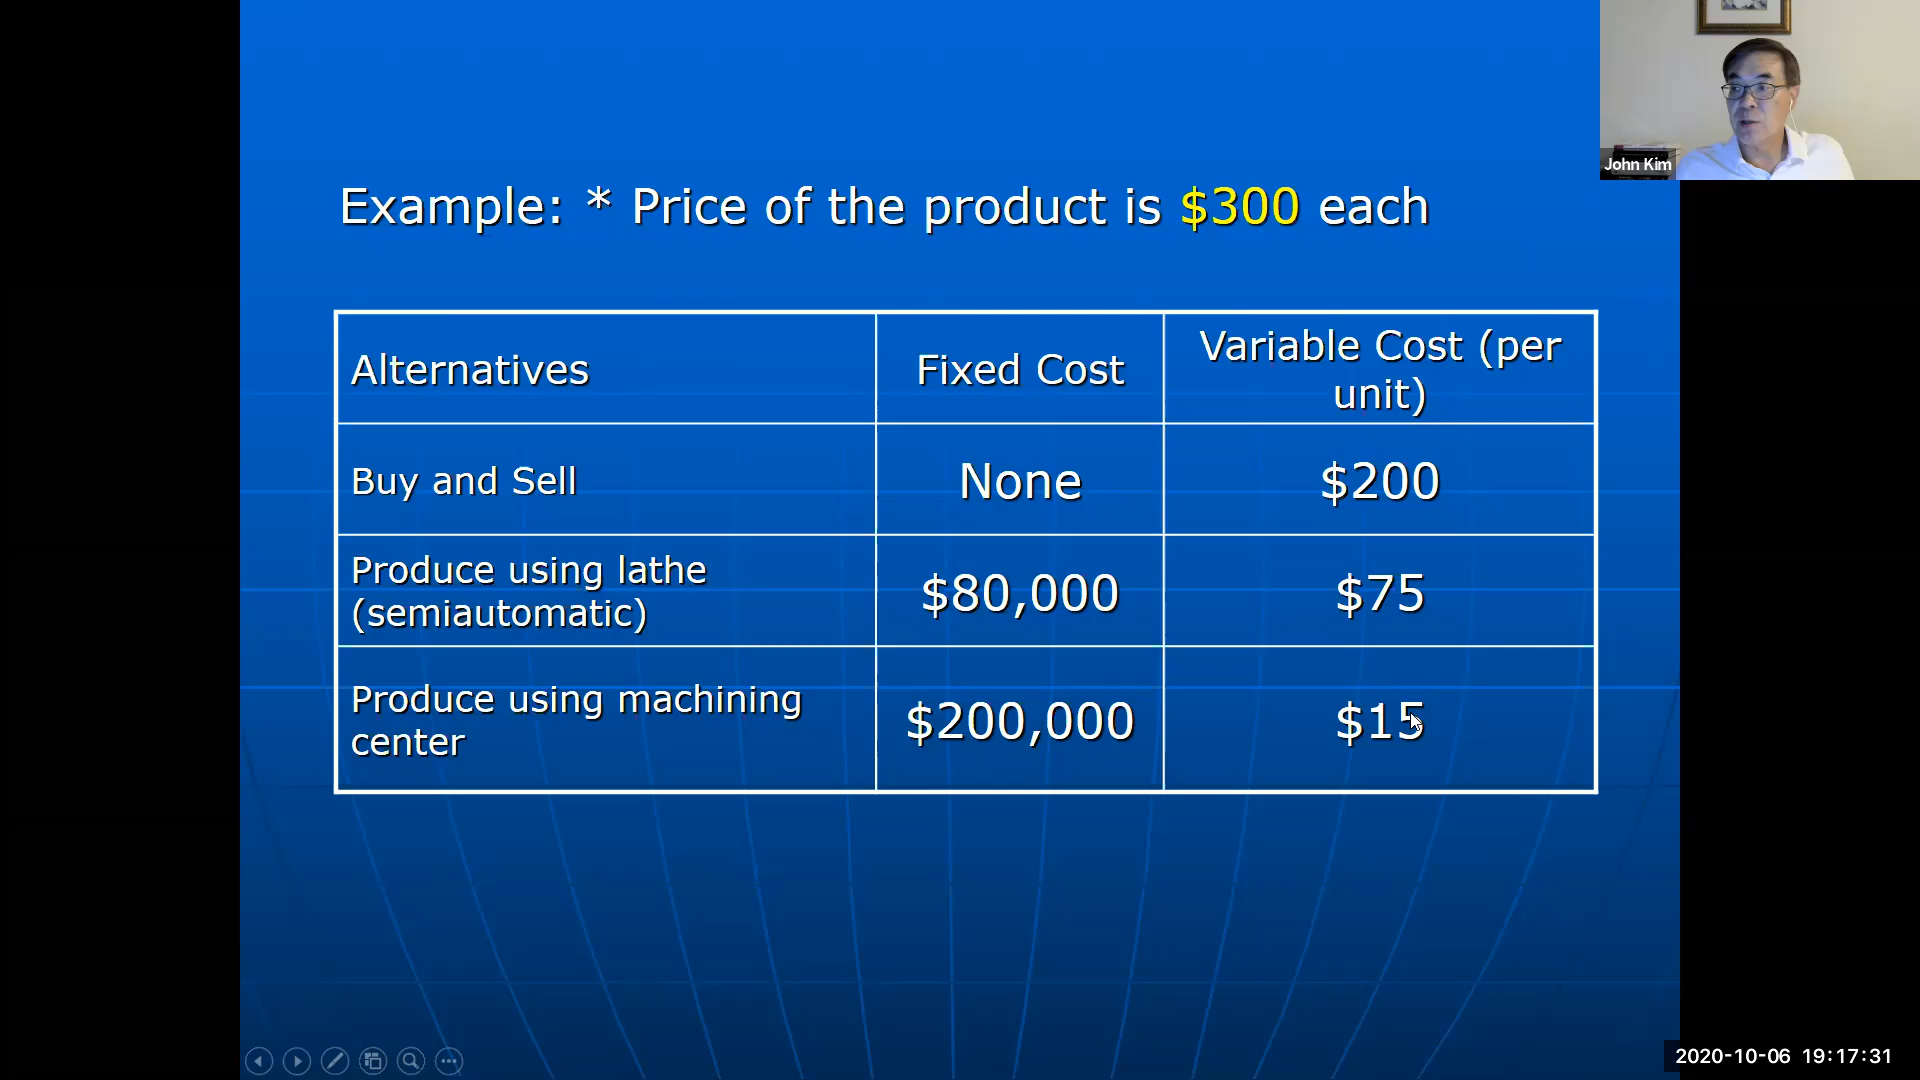 John Kim
Example: * Price of the product is $300 each
Alternatives
Fixed Cost
Variable Cost (per
unit)
Buy and Sell
None
$200
Produce using lathe
(semiautomatic)
$80,000
$75
Produce using machining
center
$200,000
$15
2020-10-06 19:17:31